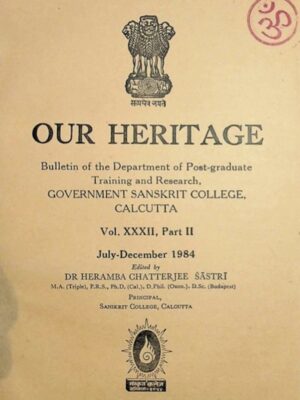 ॐ
सत्यमेव जयते
OUR HERITAGE
Bulletin of the Department of Post-graduate
Training and Research,
GOVERNMENT SANSKRIT COLLEGE,
CALCUTTA
Vol. XXXII, Part II
July-December 1984
Edited by
DR HERAMBA CHATTERJEE ŚĀSTRĪ
M.A. (Triple), P.R.S., Ph.D. (Cal.), D.Phil. (Oxon.), D.Sc. (Budapest)
PRINCIPAL,
SANSKRIT COLLEGE, CALCUTTA